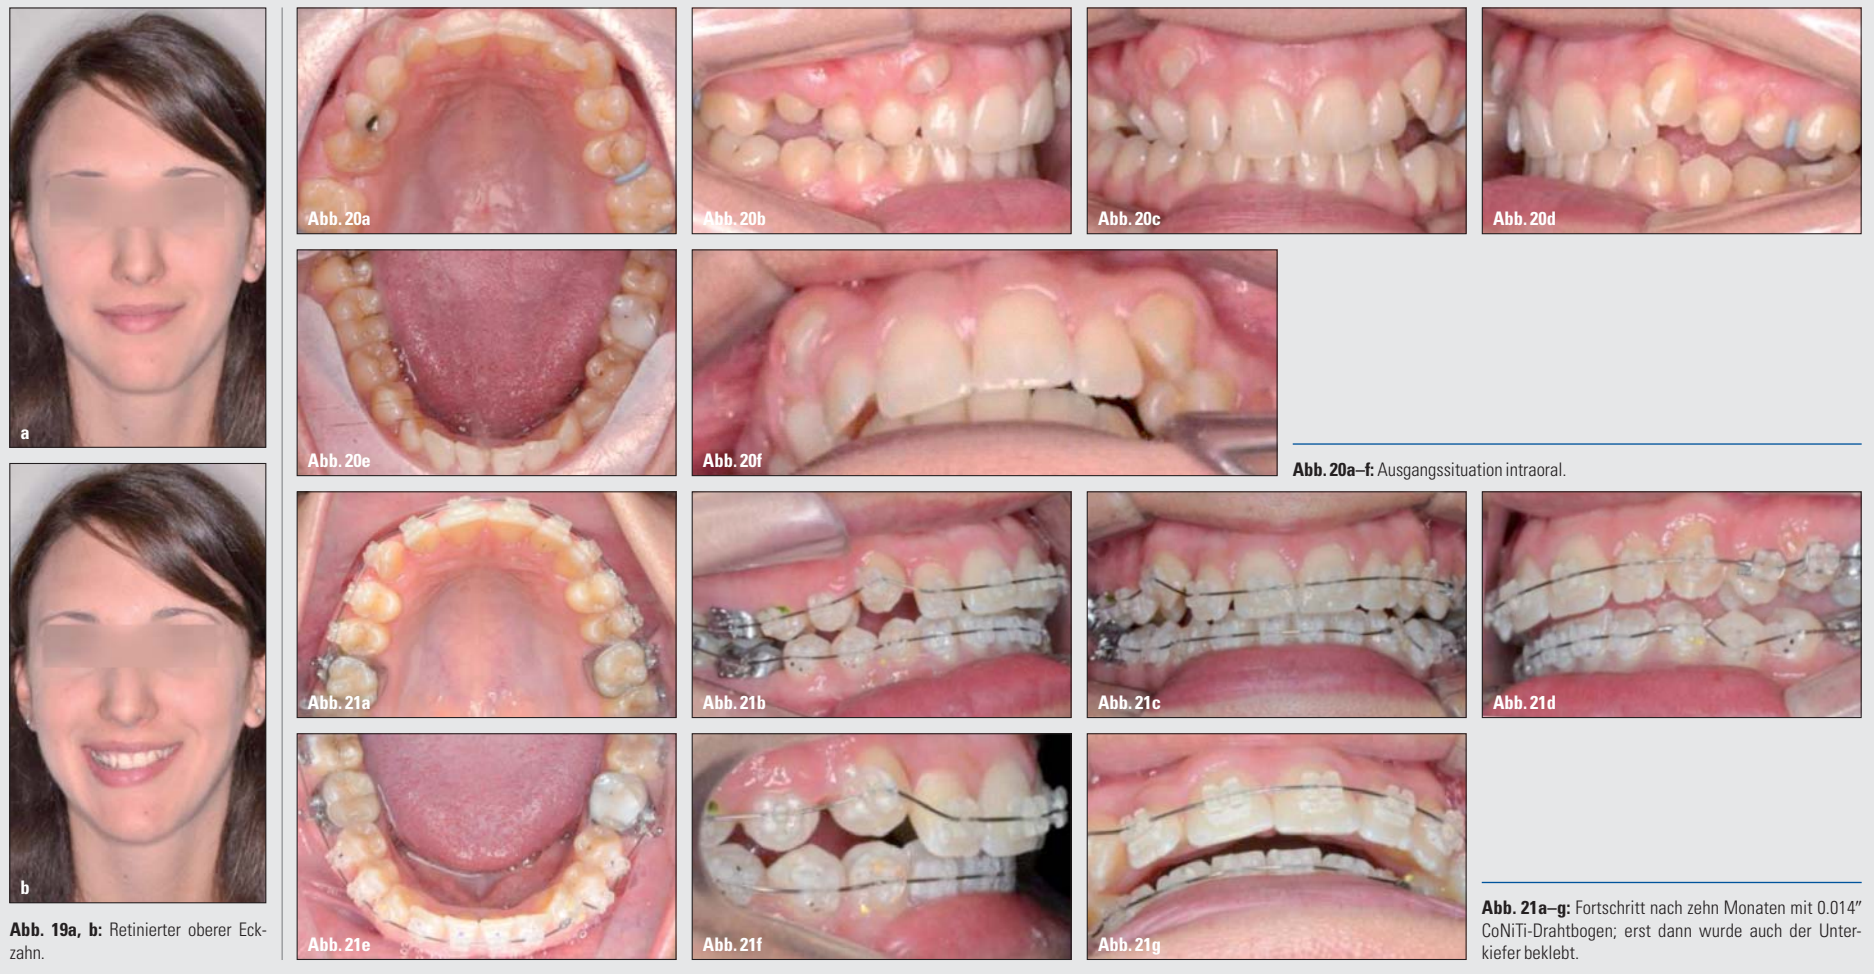 a
b
Abb. 19a, b: Retinierter oberer Eck-
zahn.
Abb. 20a
Abb. 20b
Abb. 20c
Abb. 20d
Abb. 20e
Abb. 20f
Abb. 20a–f: Ausgangssituation intraoral.
Abb. 21a
Abb. 21b
Abb. 21c
Abb. 21d
Abb. 21e
Abb. 21f
Abb. 21g
Abb. 21a–g: Fortschritt nach zehn Monaten mit 0.014″
CoNiTi-Drahtbogen; erst dann wurde auch der Unter-
kiefer beklebt.